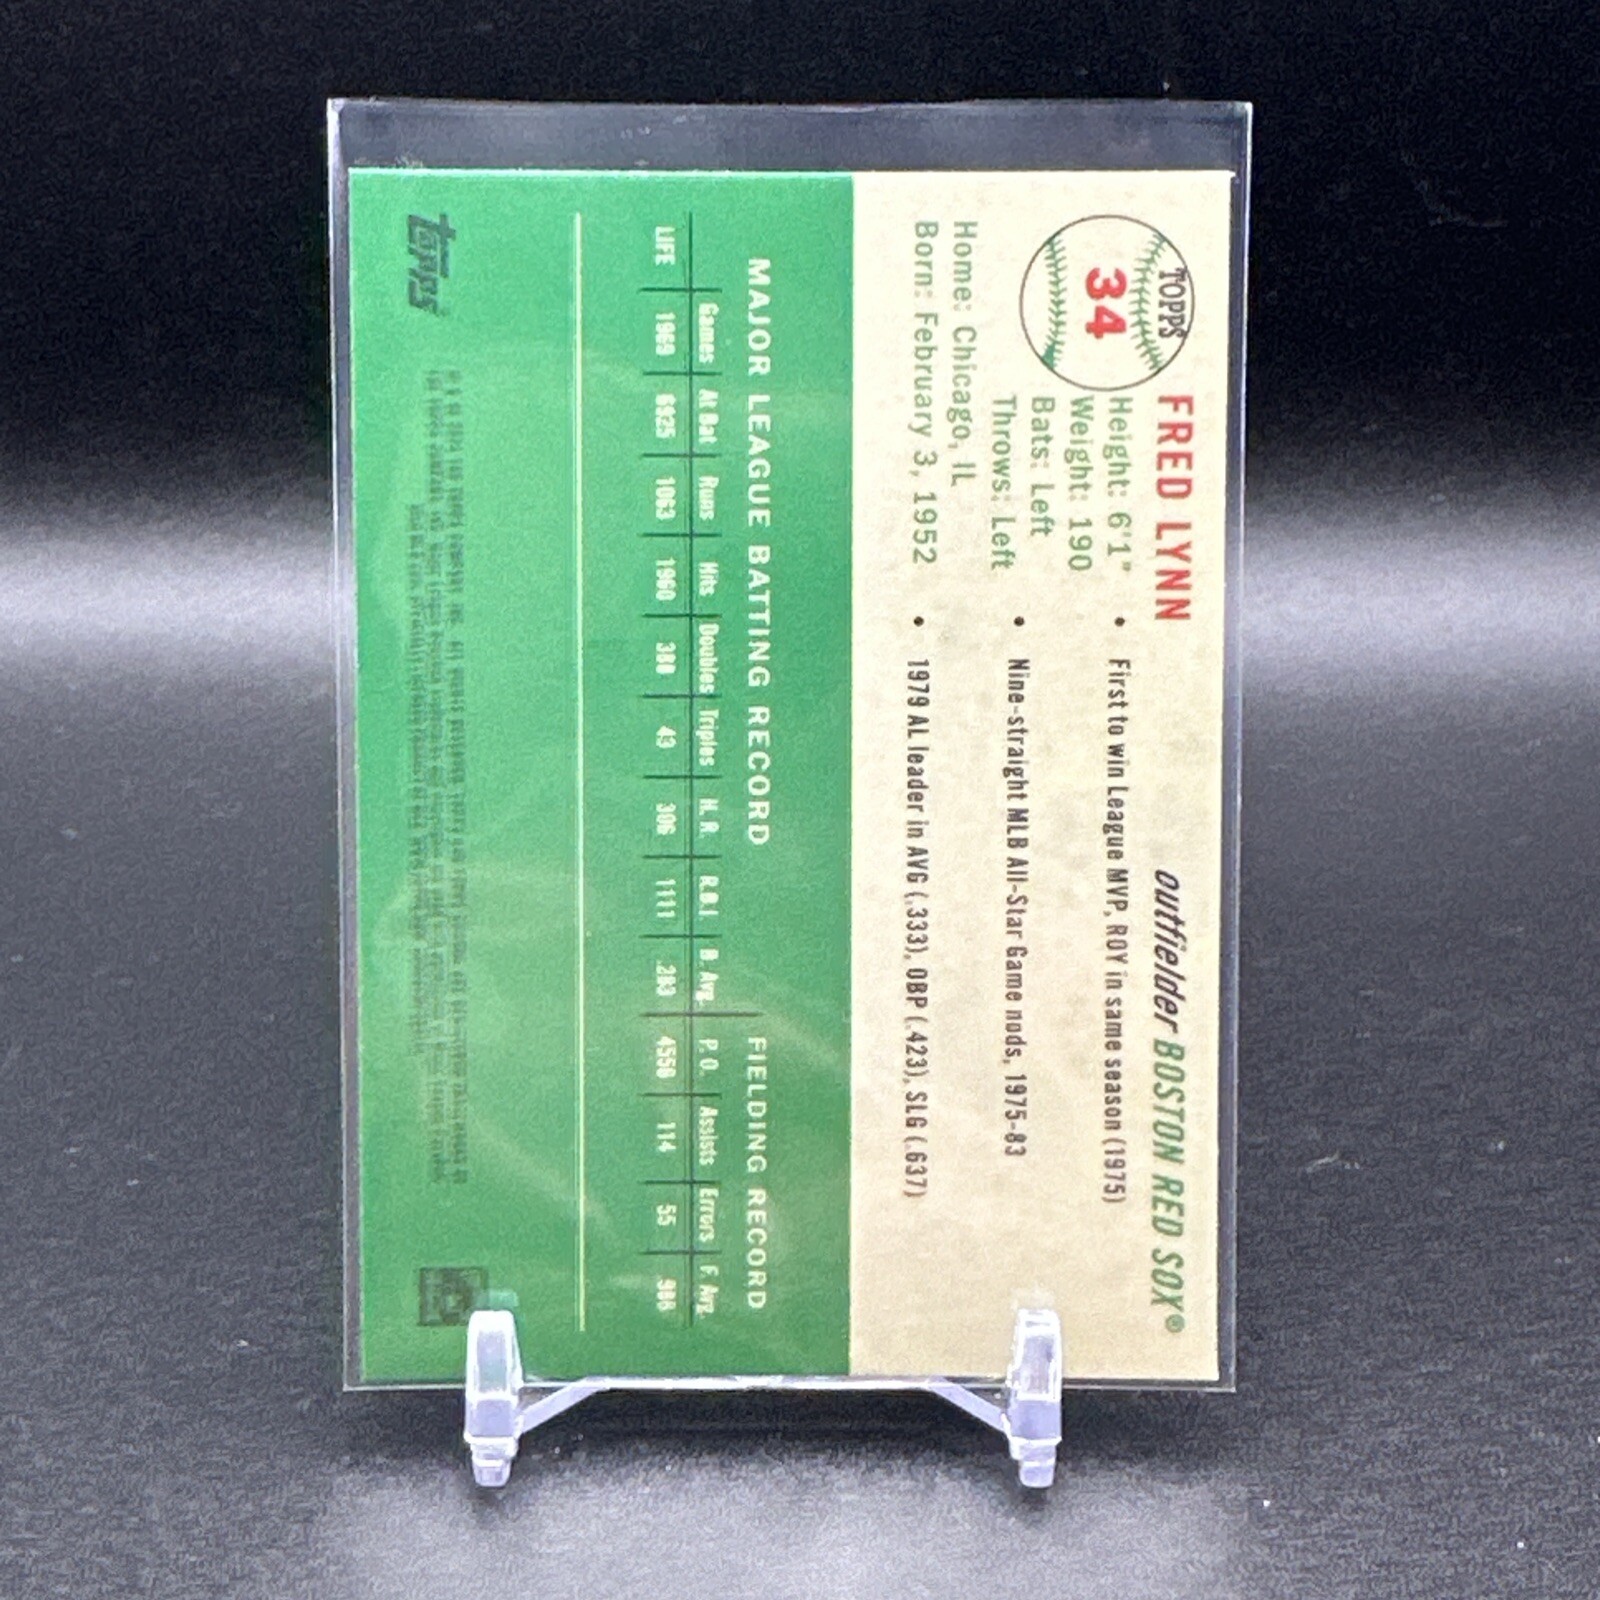 TOPPS
34
FRED LYNN
outfielder BOSTON RED SOX®
Height: 6'1"
Weight: 190
Bats: Left
Throws: Left
Home: Chicago, IL
Born: February 3, 1952
• First to win League MVP, ROY in same season (1975)
• Nine-straight MLB All-Star Game nods, 1975-83
• 1979 AL leader in AVG (.333), OBP (.423), SLG (.637)
MAJOR LEAGUE BATTING RECORD FIELDING RECORD
Games At Bat Runs Hits Doubles Triples H.R. R.B.I. B. Avg. P.O. Assists Errors F. Avg.
LIFE 1969 6925 1063 1960 388 43 306 1111 .283 4556 114 55 .988
topps